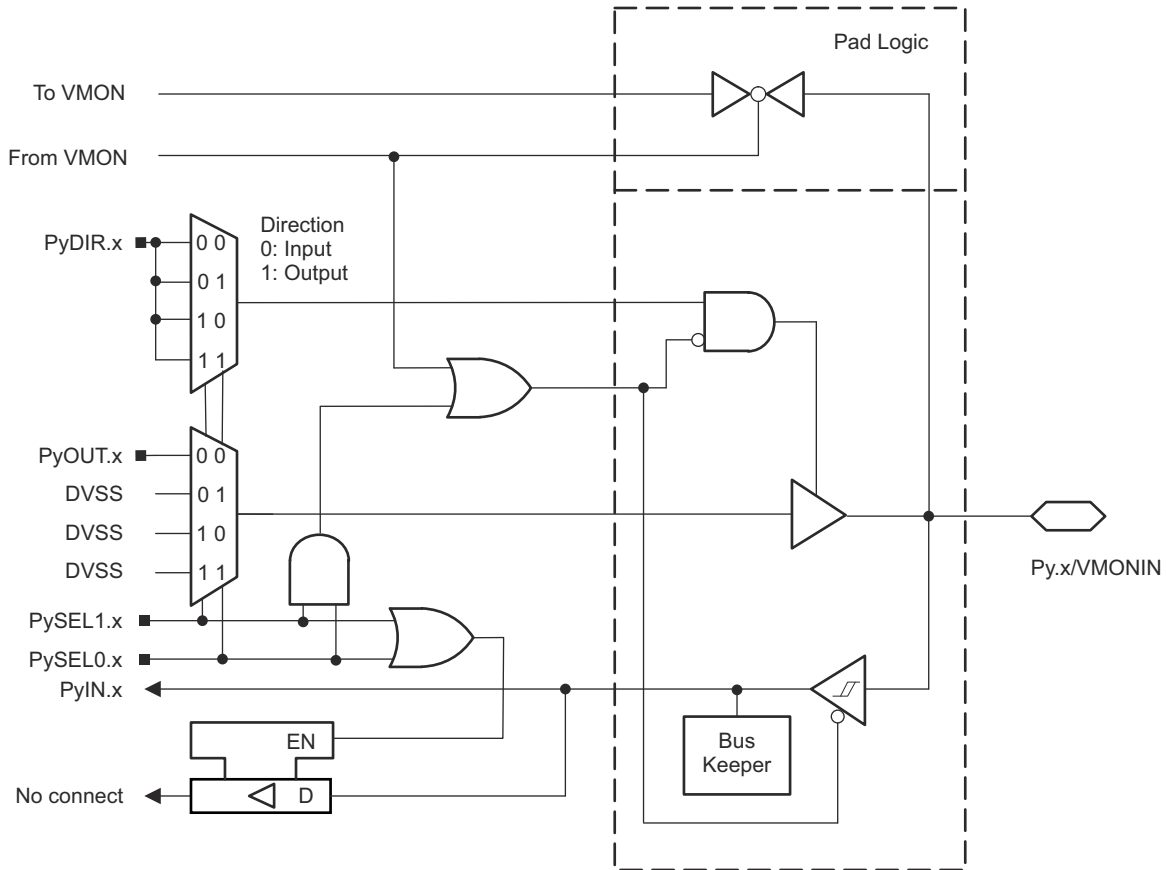 Pad Logic
To VMON
From VMON
PyDIR.x
0 0
0 1
1 0
1 1
Direction
0: Input
1: Output
PyOUT.x
0 0
DVSS
0 1
DVSS
1 0
DVSS
1 1
Py.x/VMONIN
PySEL1.x
PySEL0.x
PyIN.x
EN
Bus
Keeper
No connect
D